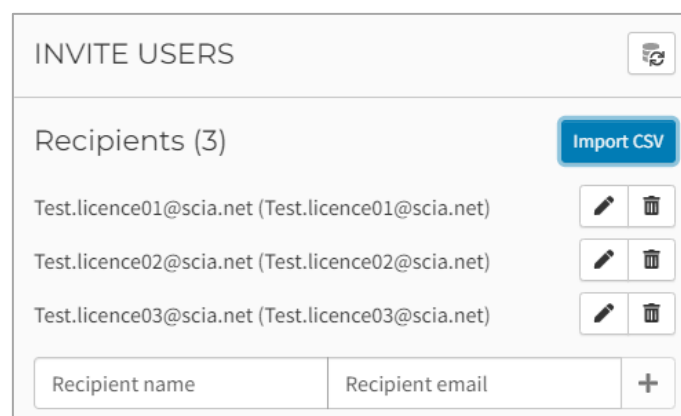 INVITE USERS
Recipients (3)
Import CSV
Test.licence01@scia.net (Test.licence01@scia.net)
Test.licence02@scia.net (Test.licence02@scia.net)
Test.licence03@scia.net (Test.licence03@scia.net)
Recipient name
Recipient email
+